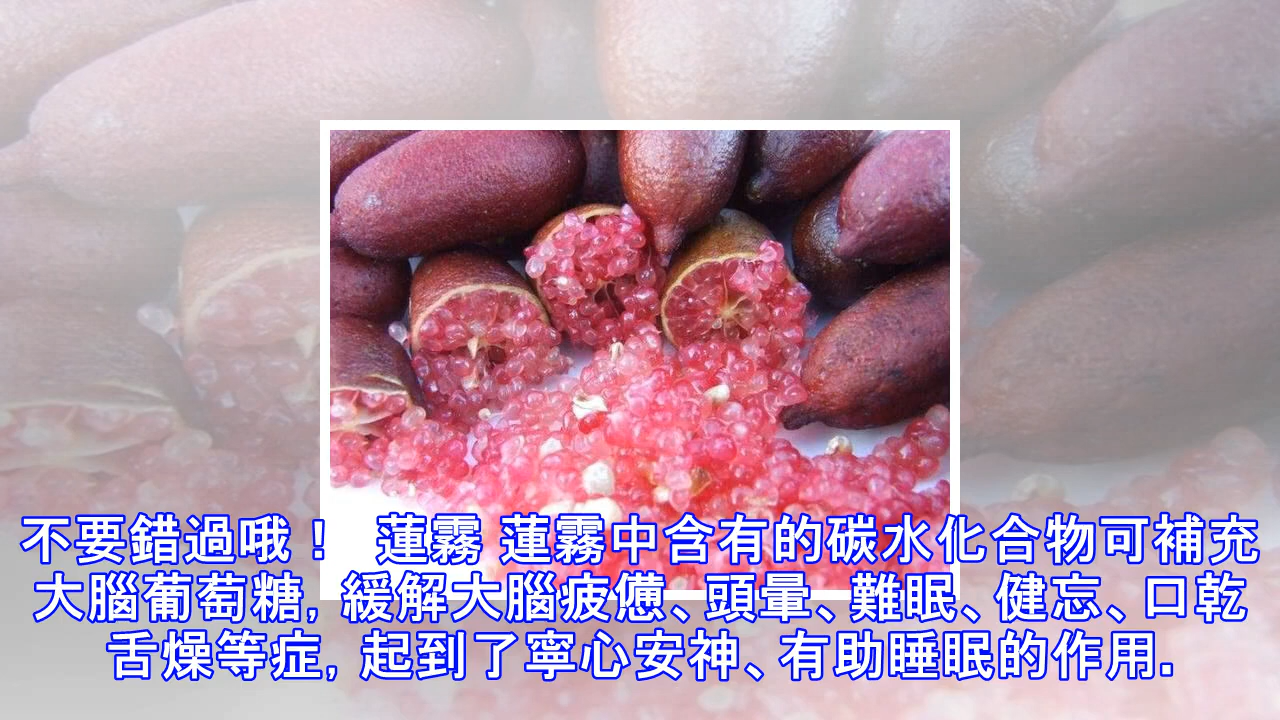 不要錯過哦！ 蓮霧 蓮霧中含有的碳水化合物可補充
大腦葡萄糖, 緩解大腦疲憊、頭暈、難眠、健忘、口乾
舌燥等症, 起到了寧心安神、有助睡眠的作用.